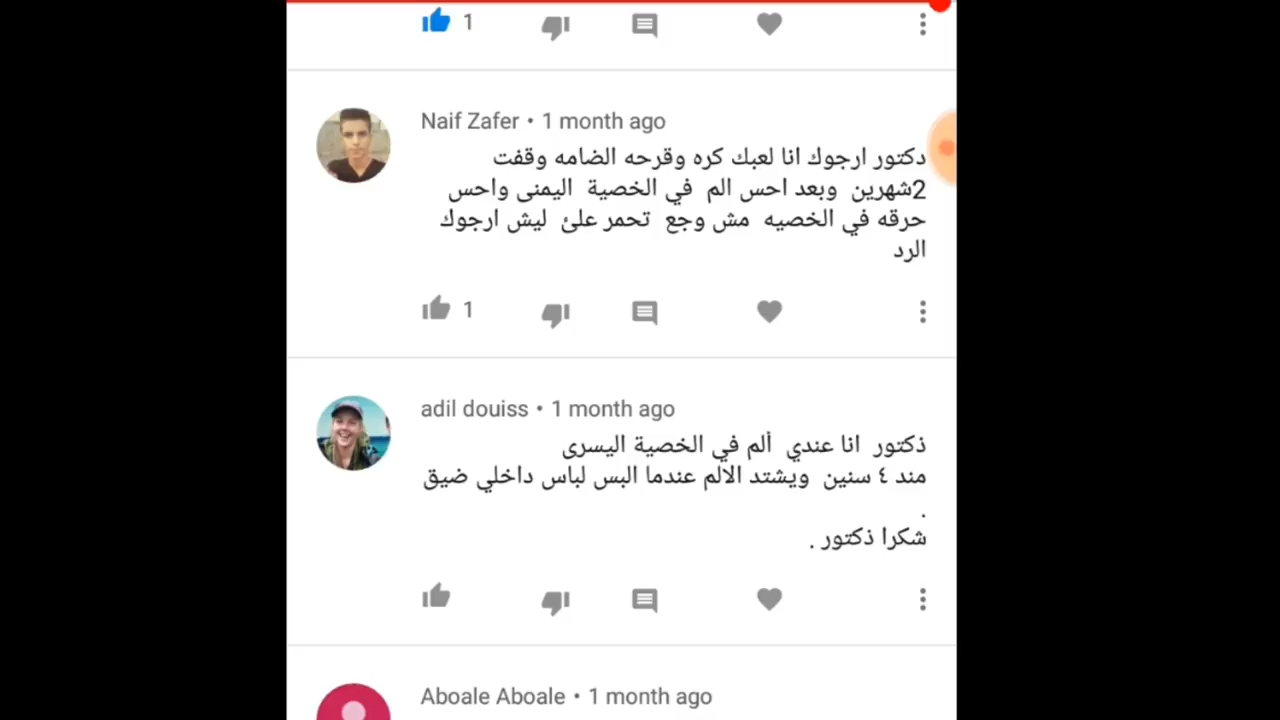 1
Naif Zafer • 1 month ago
دكتور ارجوك انا لعبك كره وقرحه الضامه وقفت
2شهرين وبعد احس الم في الخصية اليمنى واحس
حرقه في الخصيه مش وجع تحمر علئ ليش ارجوك
الرد
1
adil douiss • 1 month ago
ذكتور انا عندي ألم في الخصية اليسرى
مند ٤ سنين ويشتد الالم عندما البس لباس داخلي ضيق
.
شكرا ذكتور .
Aboale Aboale • 1 month ago